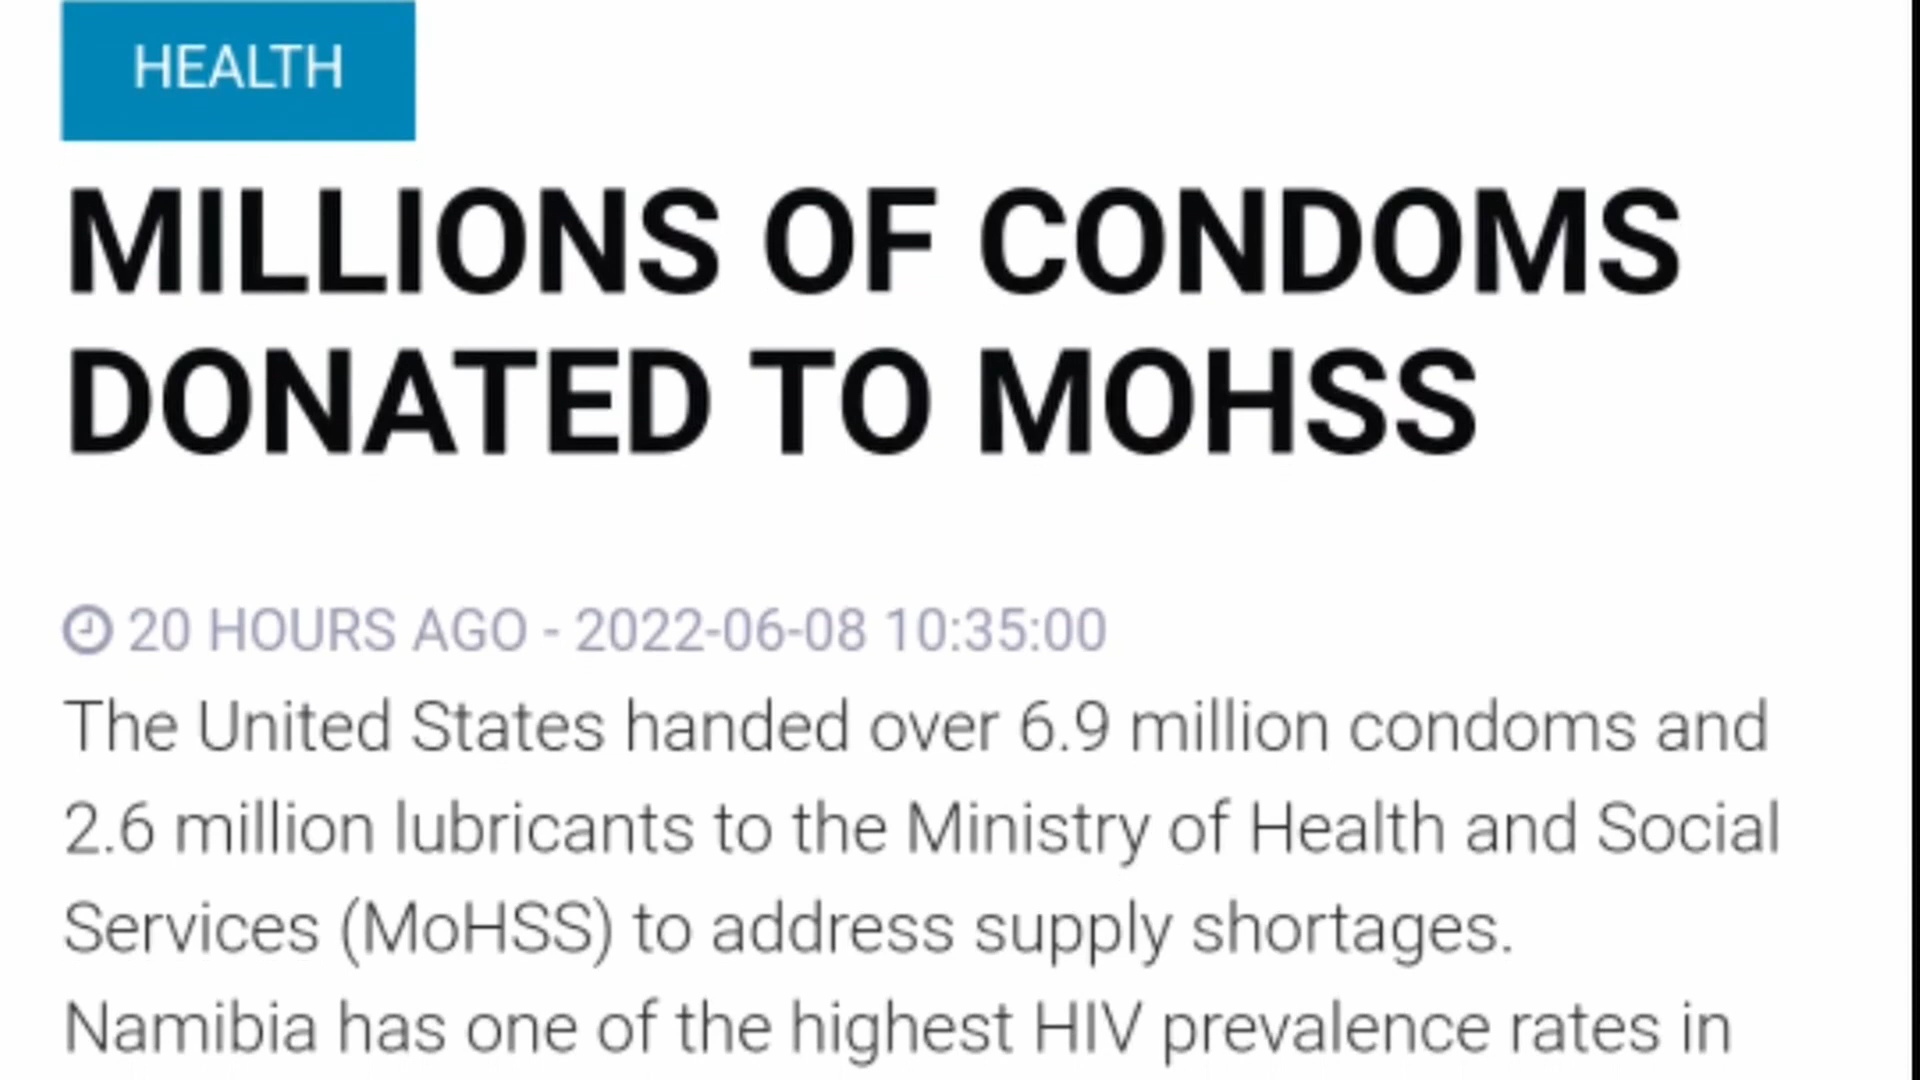 HEALTH
MILLIONS OF CONDOMS
DONATED TO MOHSS
20 HOURS AGO - 2022-06-08 10:35:00
The United States handed over 6.9 million condoms and
2.6 million lubricants to the Ministry of Health and Social
Services (MoHSS) to address supply shortages.
Namibia has one of the highest HIV prevalence rates in